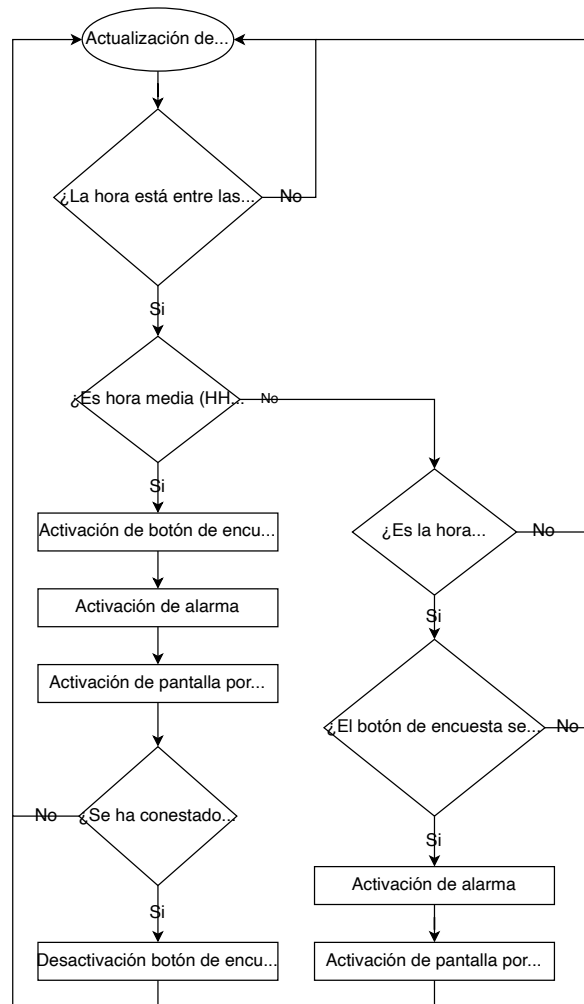 Actualización de...
¿La hora está entre las...
No
Si
¿Es hora media (HH...
No
Si
Activación de botón de encu...
¿Es la hora...
No
Activación de alarma
Si
Activación de pantalla por...
¿El botón de encuesta se...
No
¿Se ha conestado...
No
Si
Activación de alarma
Si
Desactivación botón de encu...
Activación de pantalla por...